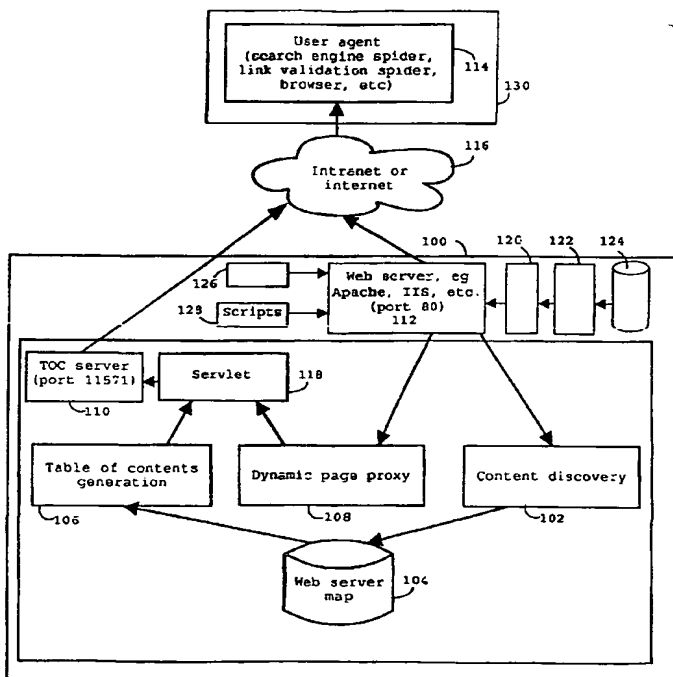 User agent
(search engine spider,
link validation spider,
browser, etc)
114
130
Intranet or
internet
116
100
120
122
124
126
Web server, eg
Apache, IIS, etc.
(port 80)
112
128
Scripts
TOC server
(port 11571)
110
Servlet
118
Table of contents
generation
106
Dynamic page proxy
108
Content discovery
102
Web server
map
104